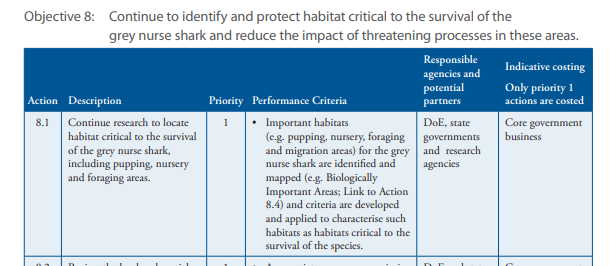 Objective 8: Continue to identify and protect habitat critical to the survival of the
grey nurse shark and reduce the impact of threatening processes in these areas.
Action Description Priority Performance Criteria Responsible
agencies and
potential
partners Indicative costing
Only priority 1
actions are costed
8.1 Continue research to locate
habitat critical to the survival
of the grey nurse shark,
including pupping, nursery
and foraging areas.
1
• Important habitats
(e.g. pupping, nursery, foraging
and migration areas) for the grey
nurse shark are identified and
mapped (e.g. Biologically
Important Areas; Link to Action
8.4) and criteria are developed
and applied to characterise such
habitats as habitats critical to the
survival of the species.
DoE, state
governments
and research
agencies
Core government
business